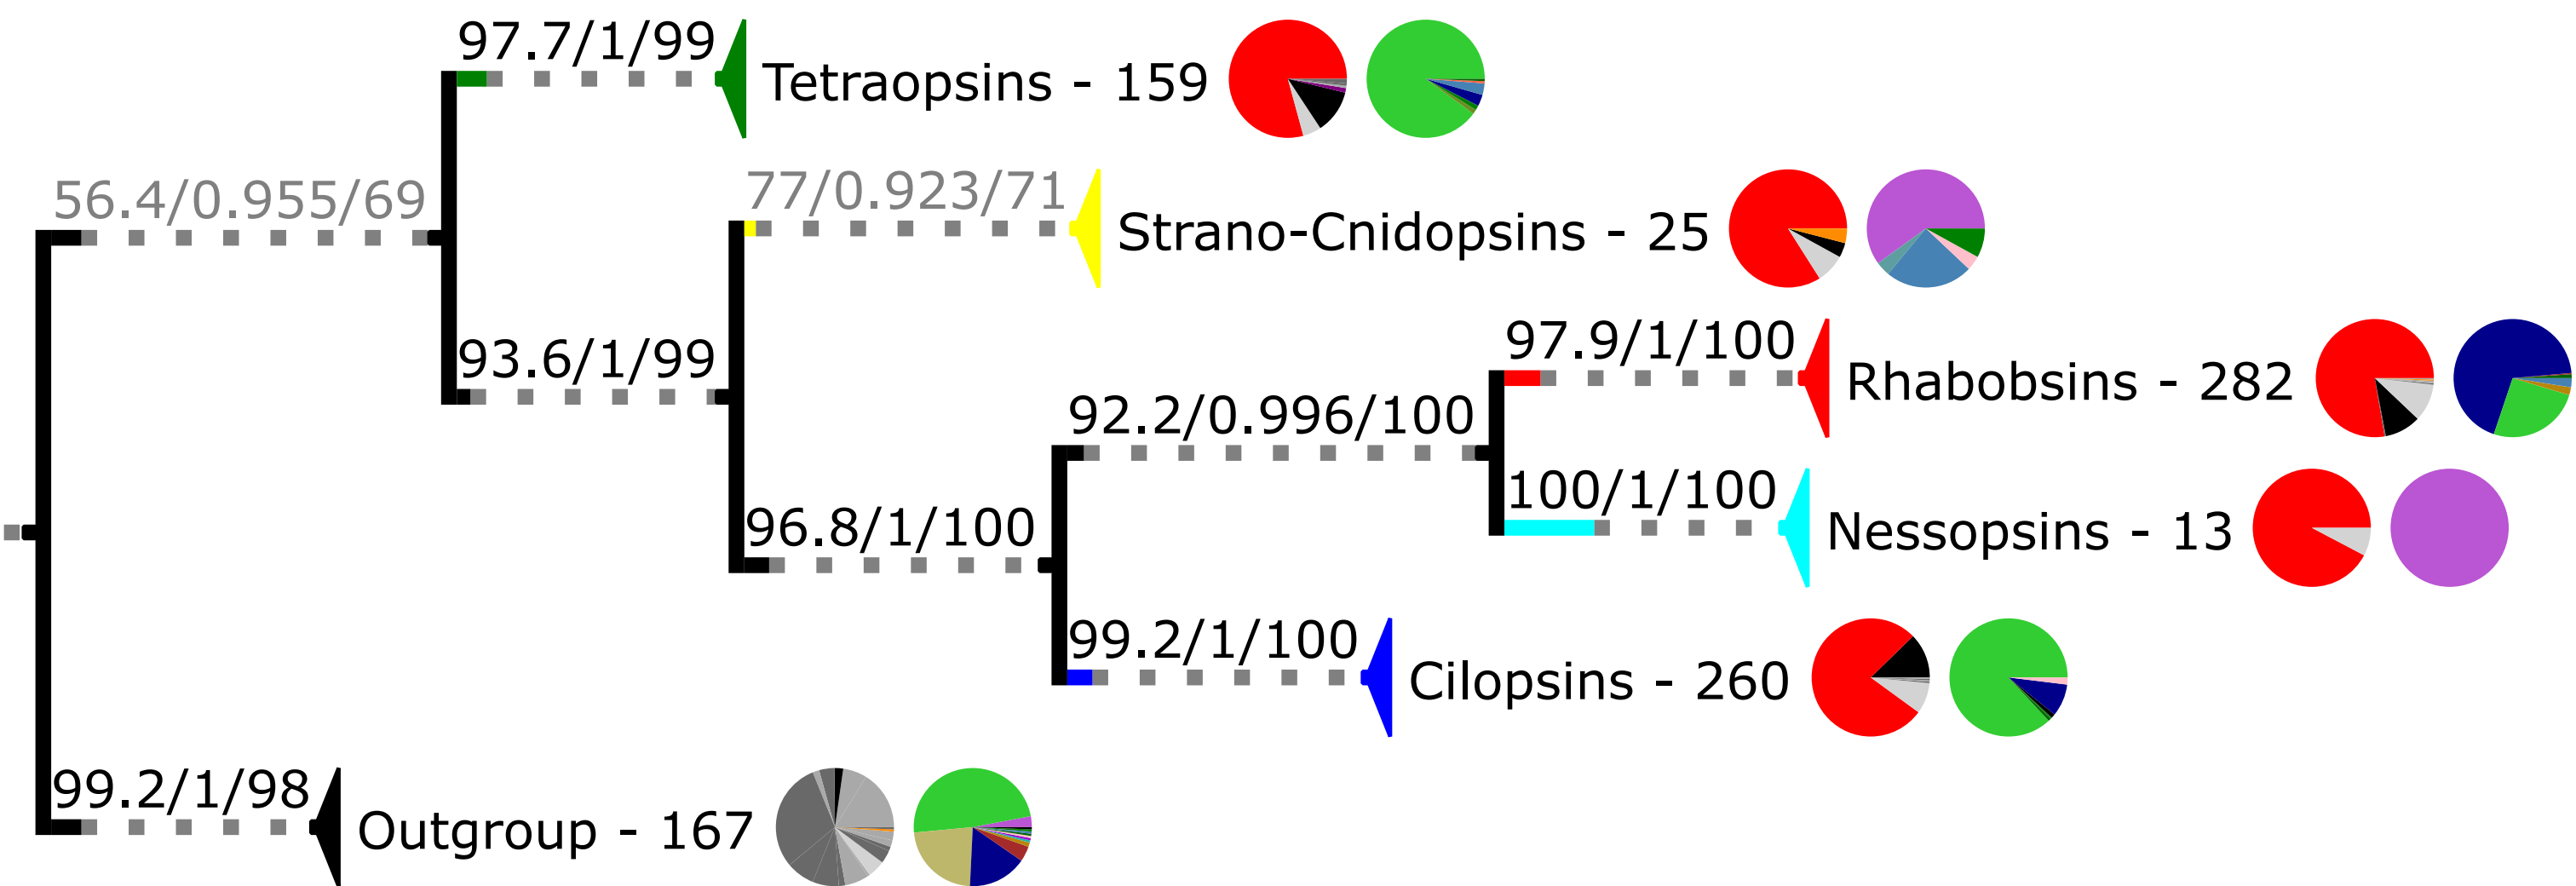 97.7/1/99
Tetraopsins - 159
56.4/0.955/69
77/0.923/71
Strano-Cnidopsins - 25
97.9/1/100
93.6/1/99
Rhabobsins - 282
92.2/0.996/100
100/1/100
96.8/1/100
Nessopsins - 13
99.2/1/100
Cilopsins - 260
99.2/1/98
Outgroup - 167